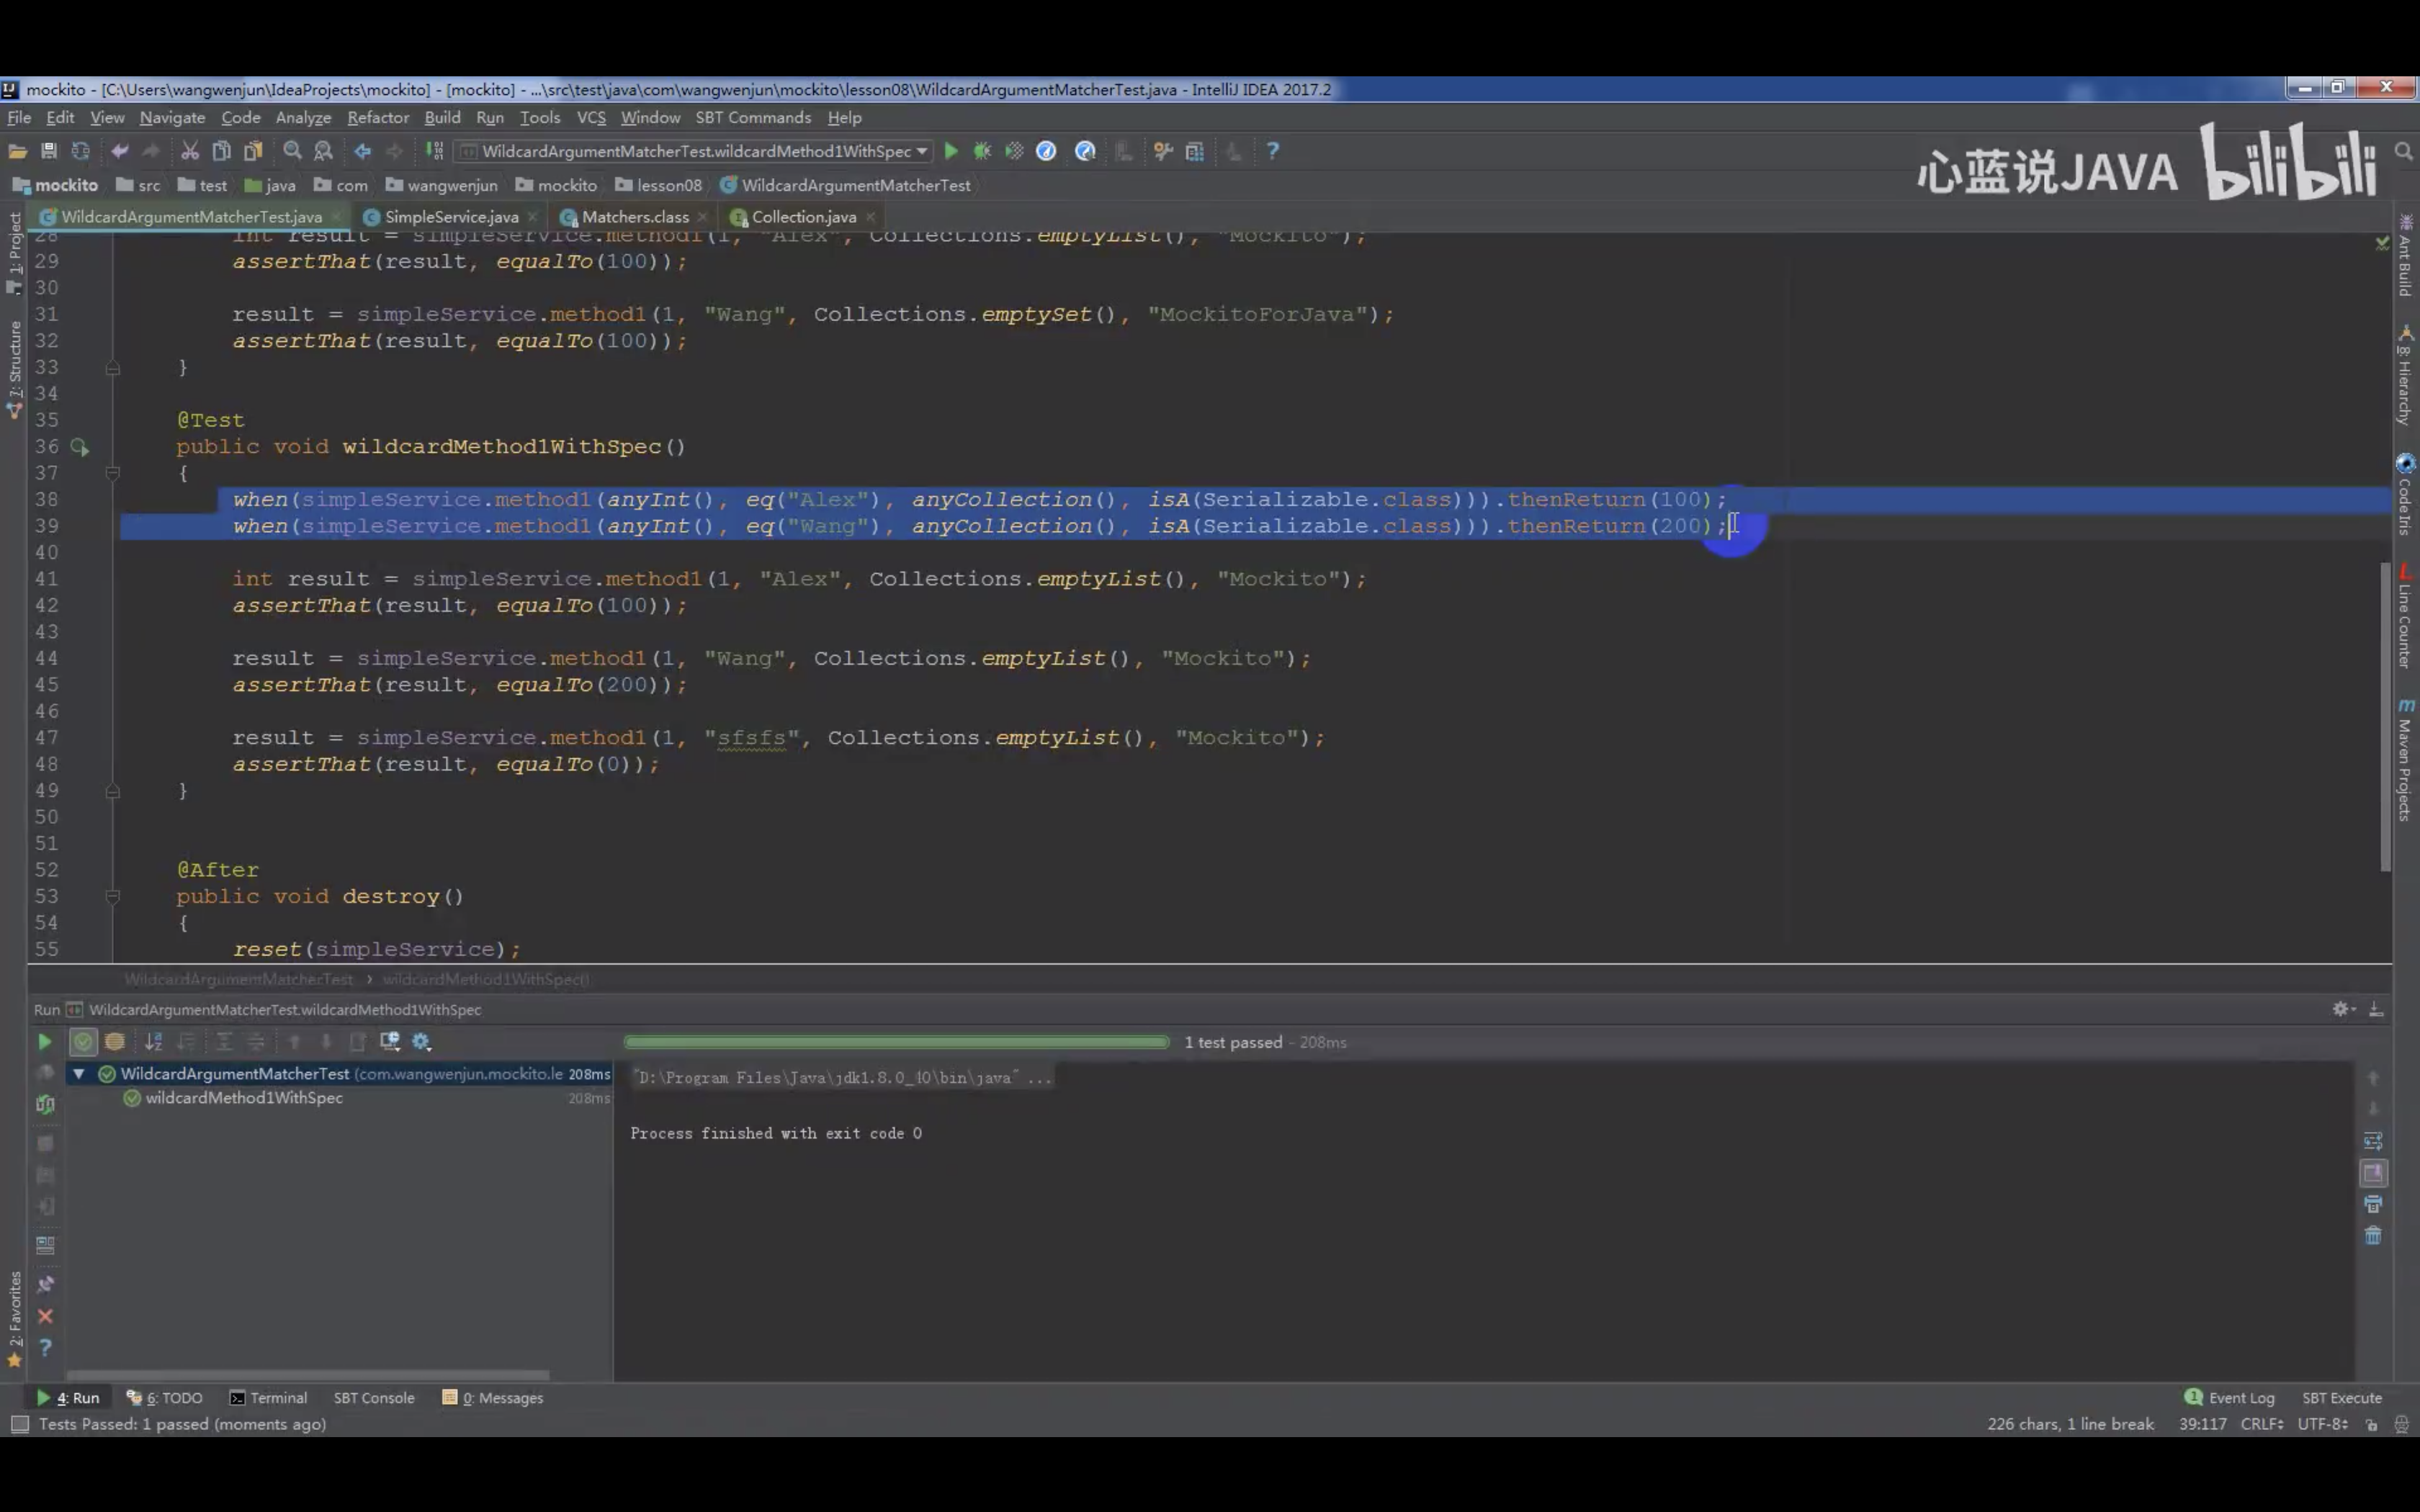 mockito - [C:\Users\wangwenjun\IdeaProjects\mockito] - [mockito] - ...\src\test\java\com\wangwenjun\mockito\lesson08\WildcardArgumentMatcherTest.java - IntelliJ IDEA 2017.2
File Edit View Navigate Code Analyze Refactor Build Run Tools VCS Window SBT Commands Help
WildcardArgumentMatcherTest.wildcardMethod1WithSpec
心蓝说JAVA bilibili
mockito src test java com wangwenjun mockito lesson08 WildcardArgumentMatcherTest
WildcardArgumentMatcherTest.java SimpleService.java Matchers.class Collection.java
28 int result = simpleService.method1(1, "Alex", Collections.emptyList(), "Mockito");
29 assertThat(result, equalTo(100));
30
31 result = simpleService.method1(1, "Wang", Collections.emptySet(), "MockitoForJava");
32 assertThat(result, equalTo(100));
33 }
34
35 @Test
36 public void wildcardMethod1WithSpec()
37 {
38 when(simpleService.method1(anyInt(), eq("Alex"), anyCollection(), isA(Serializable.class))).thenReturn(100);
39 when(simpleService.method1(anyInt(), eq("Wang"), anyCollection(), isA(Serializable.class))).thenReturn(200);
40
41 int result = simpleService.method1(1, "Alex", Collections.emptyList(), "Mockito");
42 assertThat(result, equalTo(100));
43
44 result = simpleService.method1(1, "Wang", Collections.emptyList(), "Mockito");
45 assertThat(result, equalTo(200));
46
47 result = simpleService.method1(1, "sfsfs", Collections.emptyList(), "Mockito");
48 assertThat(result, equalTo(0));
49 }
50
51
52 @After
53 public void destroy()
54 {
55 reset(simpleService);
WildcardArgumentMatcherTest › wildcardMethod1WithSpec()
Run WildcardArgumentMatcherTest.wildcardMethod1WithSpec
1 test passed - 208ms
WildcardArgumentMatcherTest (com.wangwenjun.mockito.le 208ms
wildcardMethod1WithSpec 208ms
"D:\Program Files\Java\jdk1.8.0_40\bin\java" ...
Process finished with exit code 0
4: Run 6: TODO Terminal SBT Console 0: Messages
1 Event Log SBT Execute
Tests Passed: 1 passed (moments ago)
226 chars, 1 line break 39:117 CRLF UTF-8
1: Project
7: Structure
2: Favorites
Ant Build
8: Hierarchy
CodeIris
Line Counter
Maven Projects